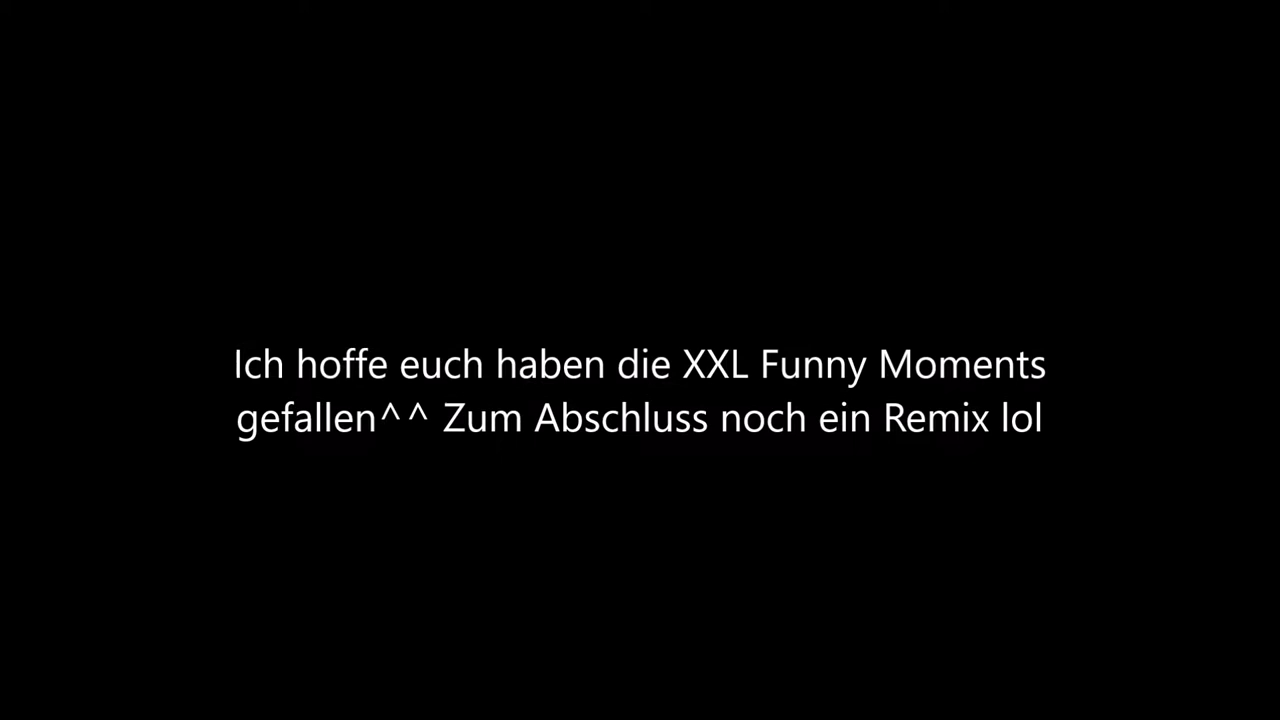 Ich hoffe euch haben die XXL Funny Moments
gefallen^^ Zum Abschluss noch ein Remix lol